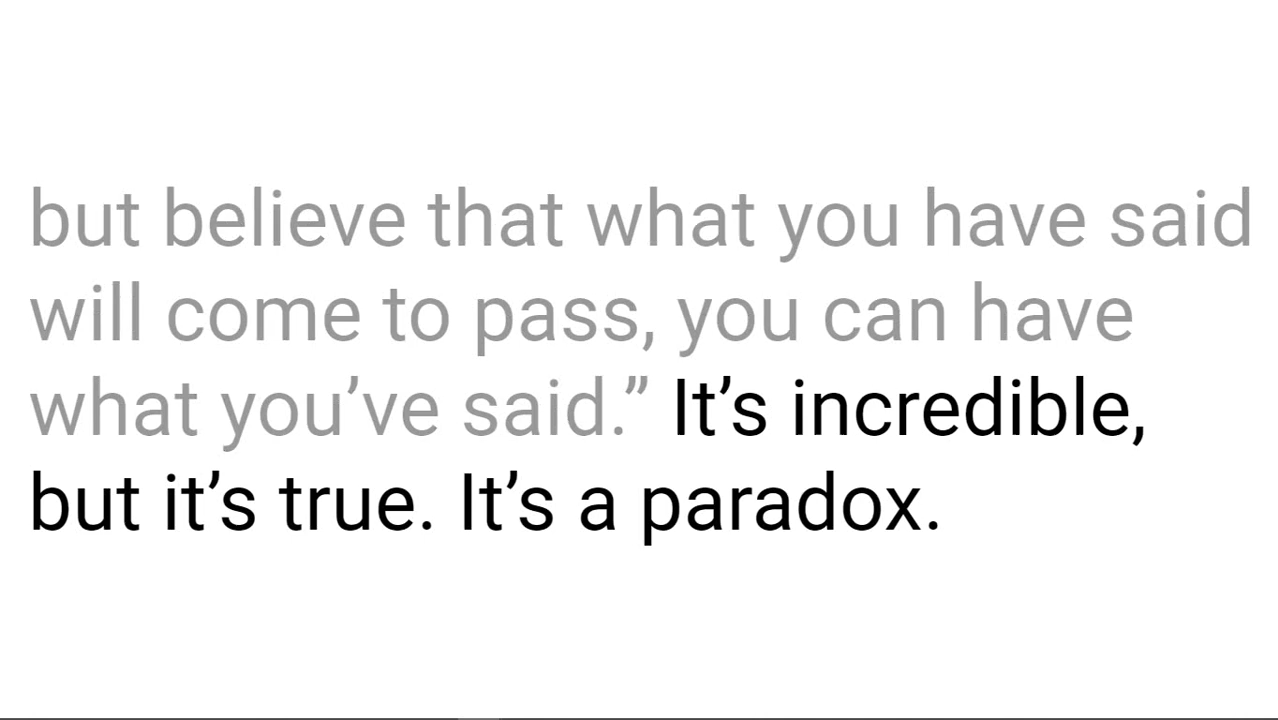 but believe that what you have said
will come to pass, you can have
what you’ve said.” It’s incredible,
but it’s true. It’s a paradox.